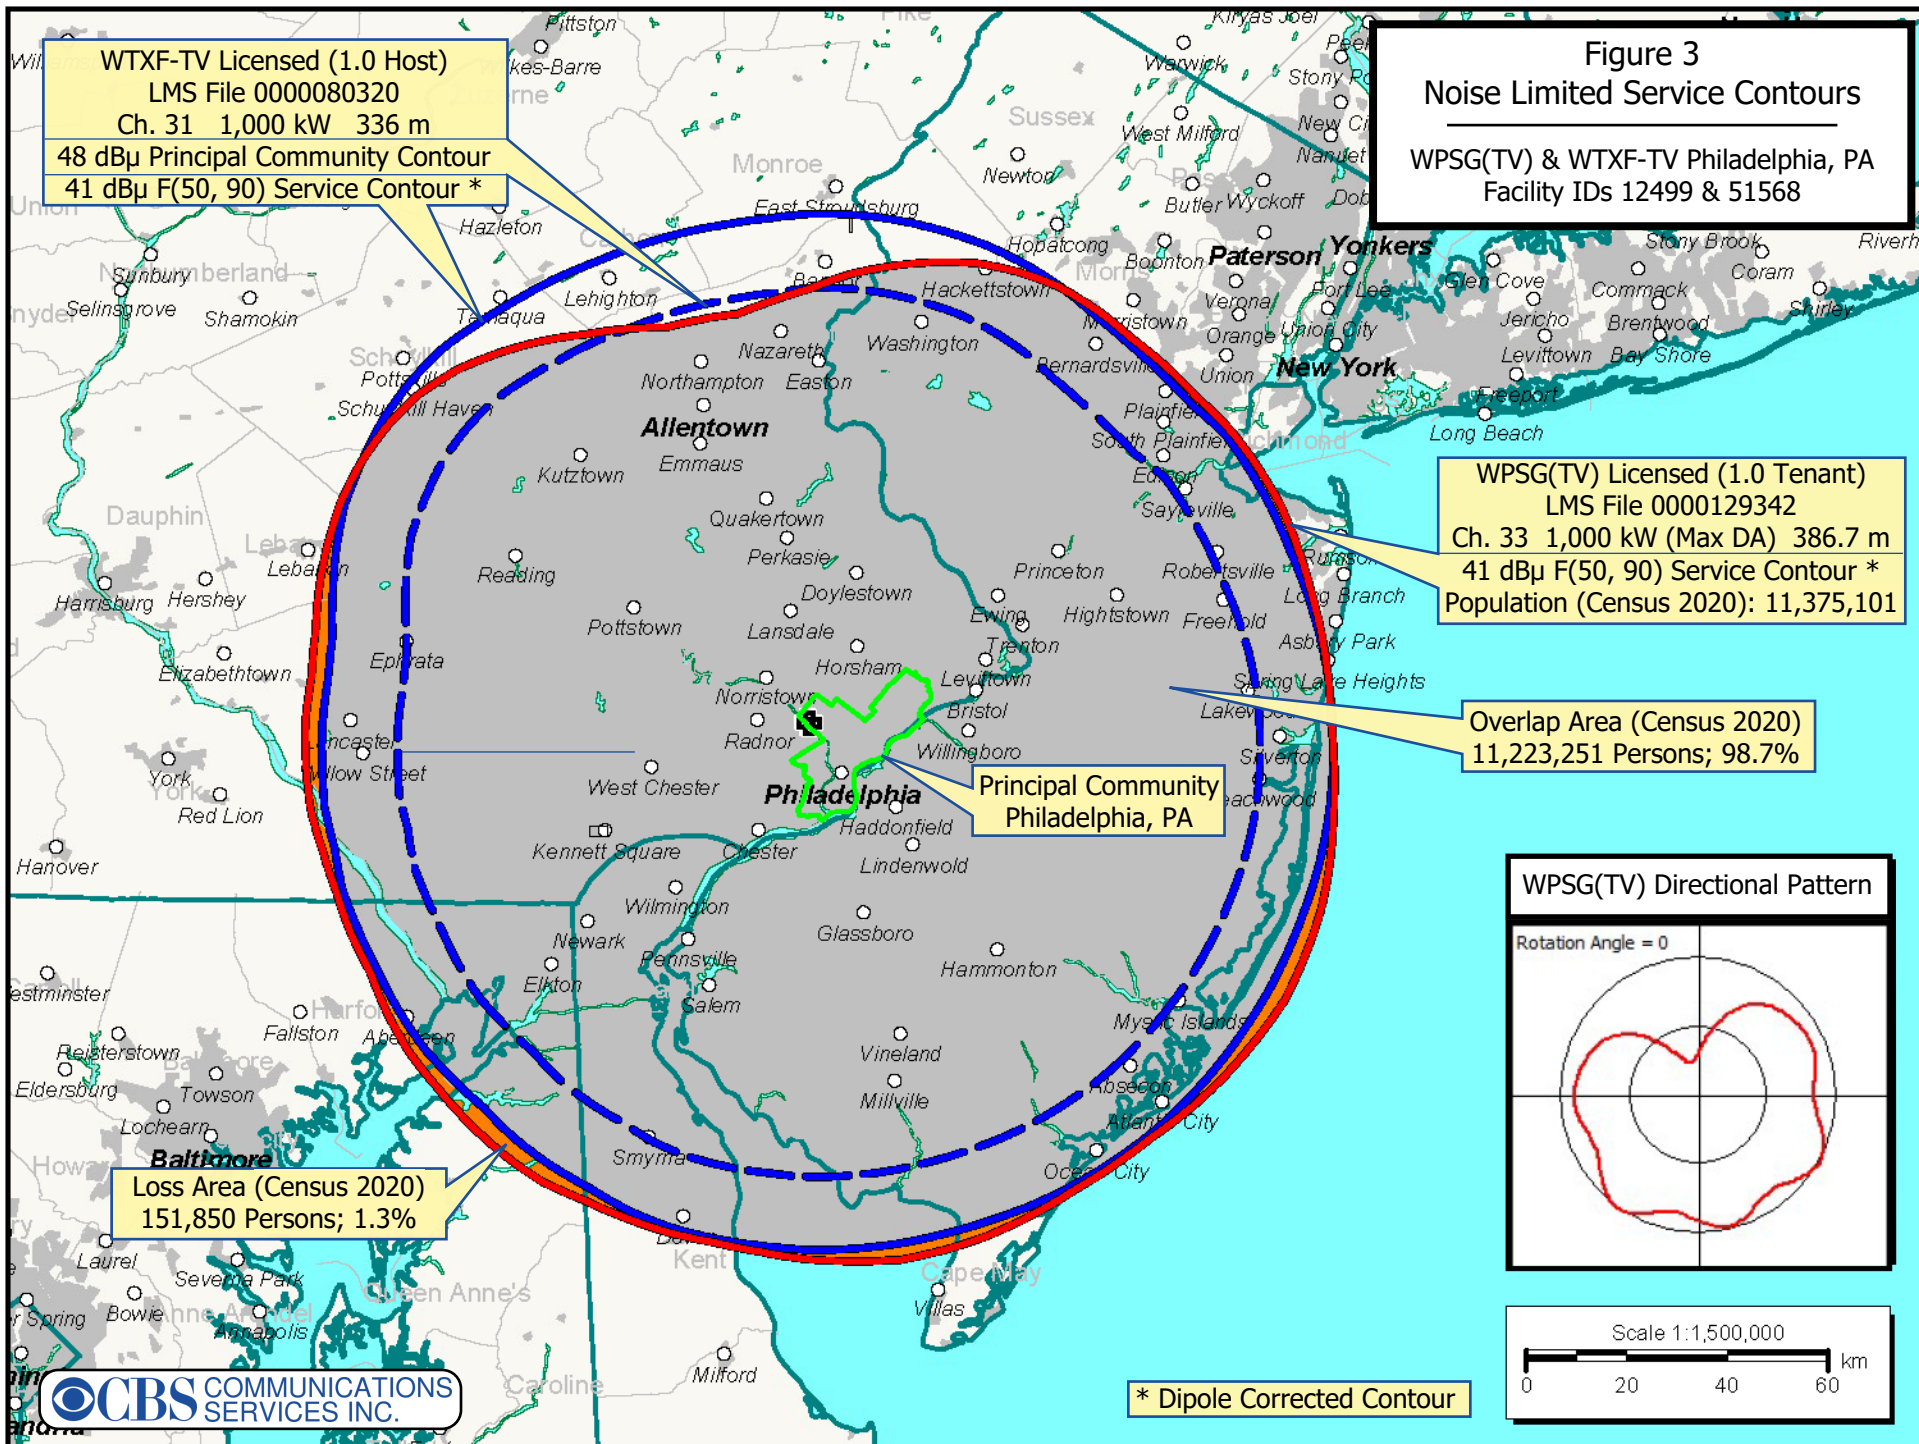 Figure 3
Noise Limited Service Contours
WPSG(TV) & WTXF-TV Philadelphia, PA
Facility IDs 12499 & 51568
WTXF-TV Licensed (1.0 Host)
LMS File 0000080320
Ch. 31 1,000 kW 336 m
48 dBµ Principal Community Contour
41 dBµ F(50, 90) Service Contour *
WPSG(TV) Licensed (1.0 Tenant)
LMS File 0000129342
Ch. 33 1,000 kW (Max DA) 386.7 m
41 dBµ F(50, 90) Service Contour *
Population (Census 2020): 11,375,101
Overlap Area (Census 2020)
11,223,251 Persons; 98.7%
Principal Community
Philadelphia, PA
Loss Area (Census 2020)
151,850 Persons; 1.3%
WPSG(TV) Directional Pattern
Rotation Angle = 0
Scale 1:1,500,000
0 20 40 60 km
* Dipole Corrected Contour
CBS COMMUNICATIONS
SERVICES INC.
Pittston
Kiryas Joel
Warwick
Sussex
West Milford
Monroe
Newton
Butler
Wyckoff
East Stroudsburg
Hazleton
Hopatcong
Boonton
Paterson
Yonkers
Stony Brook
Coram
Sunbury
Selinsgrove
Shamokin
Lehighton
Tamaqua
Hackettstown
Morris
Verona
Fort Lee
Glen Cove
Commack
Shirley
Morristown
Orange
Union City
Jericho
Brentwood
Nazareth
Washington
Bernardsville
Levittown
Bay Shore
Northampton
Easton
Union
New York
Freeport
Schuylkill Haven
Plainfield
Long Beach
Allentown
Emmaus
South Plainfield
Kutztown
Edison
Sayreville
Quakertown
Dauphin
Perkasie
Lebanon
Reading
Princeton
Robertsville
Harrisburg
Hershey
Doylestown
Long Branch
Pottstown
Lansdale
Ewing
Hightstown
Freehold
Trenton
Asbury Park
Ephrata
Horsham
Elizabethtown
Levittown
Spring Lake Heights
Norristown
Bristol
Lakewood
Radnor
Willingboro
Silverton
Lancaster
Willow Street
York
York
West Chester
Philadelphia
Red Lion
Haddonfield
Kennett Square
Chester
Lindenwold
Hanover
Wilmington
Newark
Glassboro
Pennsville
Hammonton
Elkton
Salem
Fallston
Aberdeen
Mystic Islands
Reisterstown
Vineland
Eldersburg
Towson
Absecon
Millville
Lochearn
Atlantic City
Baltimore
Smyrna
Ocean City
Laurel
Kent
Severna Park
Cape May
Queen Anne's
Bowie
Villas
Annapolis
Milford
Caroline